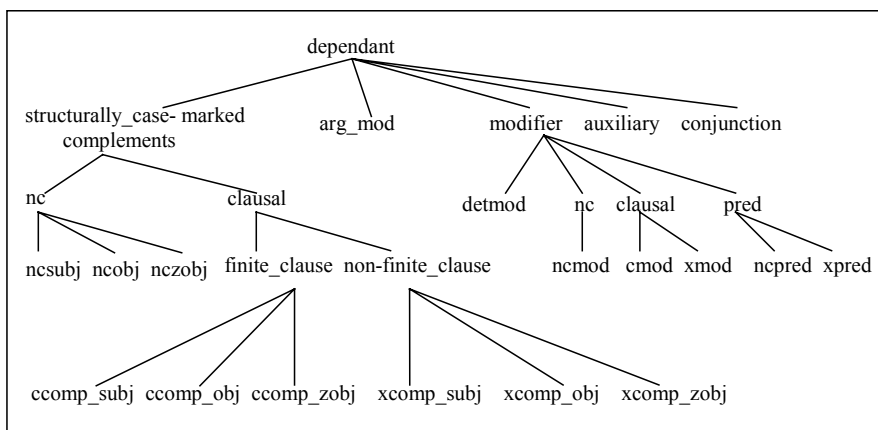 dependant
structurally_case- marked
complements
arg_mod
modifier
auxiliary
conjunction
nc
clausal
detmod
nc
clausal
pred
ncsubj
ncobj
nczobj
finite_clause
non-finite_clause
ncmod
cmod
xmod
ncpred
xpred
ccomp_subj
ccomp_obj
ccomp_zobj
xcomp_subj
xcomp_obj
xcomp_zobj